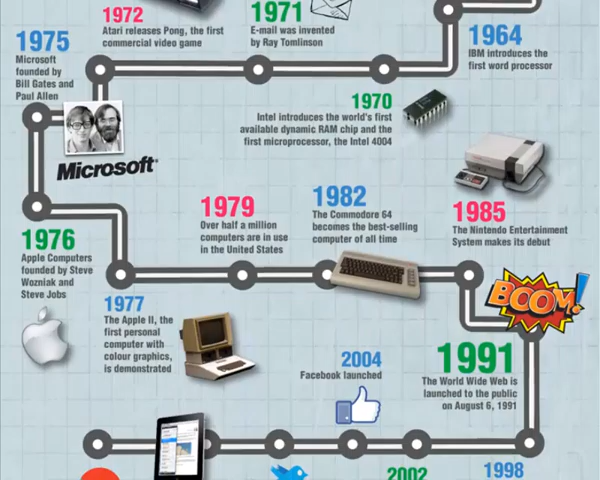 1972
Atari releases Pong, the first
commercial video game
1971
E-mail was invented
by Ray Tomlinson
1964
IBM introduces the
first word processor
1975
Microsoft
founded by
Bill Gates and
Paul Allen
Microsoft®
1970
Intel introduces the world's first
available dynamic RAM chip and the
first microprocessor, the Intel 4004
1976
Apple Computers
founded by Steve
Wozniak and
Steve Jobs
1979
Over half a million
computers are in use
in the United States
1982
The Commodore 64
becomes the best-selling
computer of all time
1985
The Nintendo Entertainment
System makes its debut
1977
The Apple II, the
first personal
computer with
colour graphics,
is demonstrated
BOOM!
1991
The World Wide Web is
launched to the public
on August 6, 1991
2004
Facebook launched
2002
1998